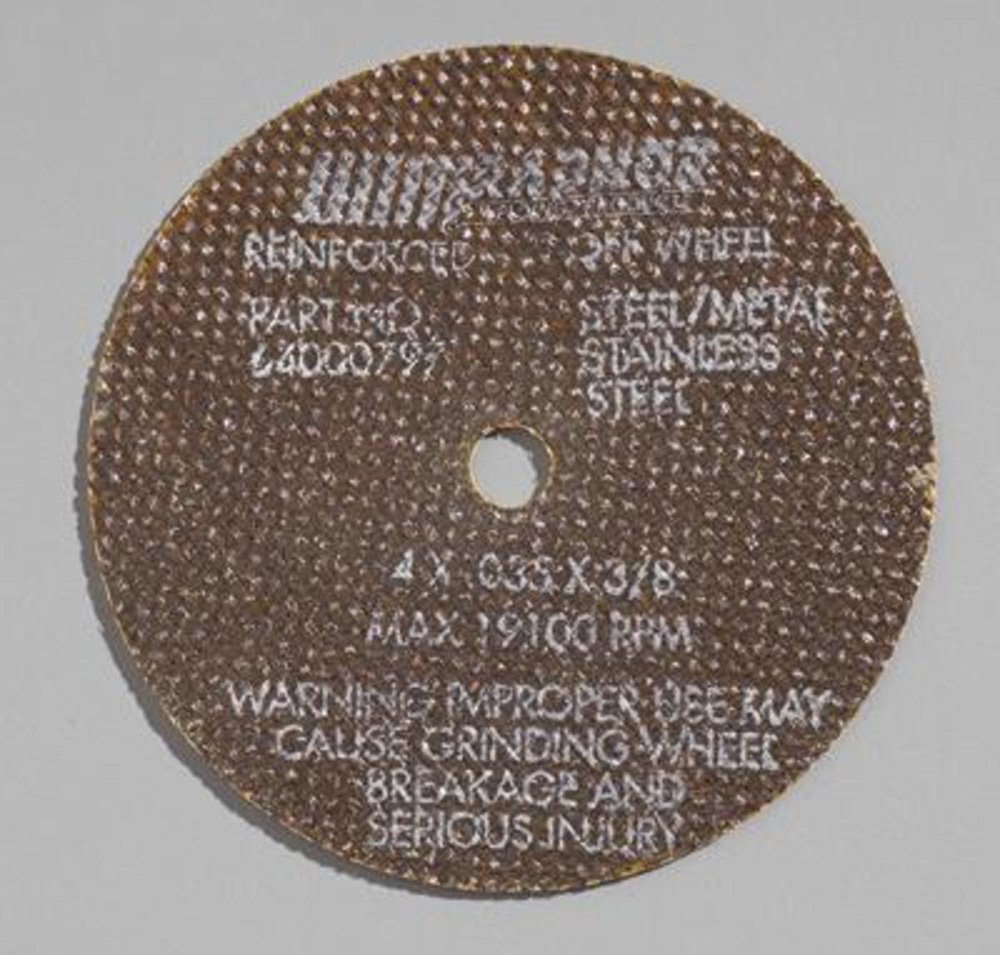 REINFORCED OFF WHEEL
PART NO. STEEL/METAL
64000797 STAINLESS
STEEL
4 X .035 X 3/8
MAX 19100 RPM
WARNING IMPROPER USE MAY
CAUSE GRINDING WHEEL
BREAKAGE AND
SERIOUS INJURY